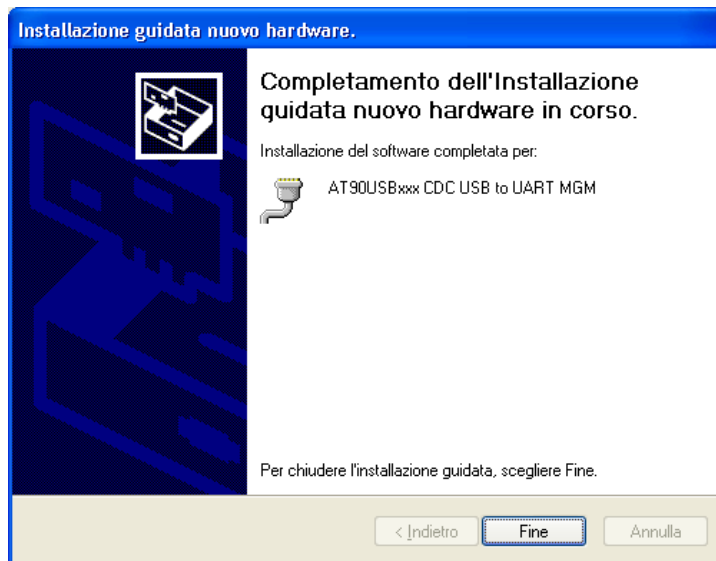 Installazione guidata nuovo hardware.
Completamento dell'Installazione
guidata nuovo hardware in corso.
Installazione del software completata per:
AT90USBxxx CDC USB to UART MGM
Per chiudere l'installazione guidata, scegliere Fine.
< Indietro Fine Annulla